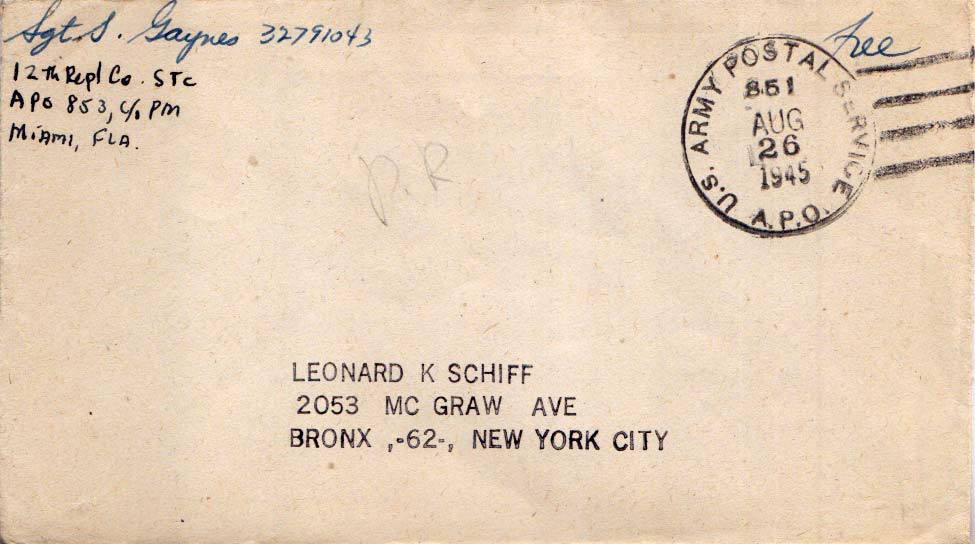 Sgt. S. Gaynes 32791043
12th Repl Co. STC
APO 853, c/o PM
Miami, FLA.
Free
U.S. ARMY POSTAL SERVICE
851
AUG
26
1945
A.P.O.
P.R
LEONARD K SCHIFF
2053 MC GRAW AVE
BRONX ,-62-, NEW YORK CITY